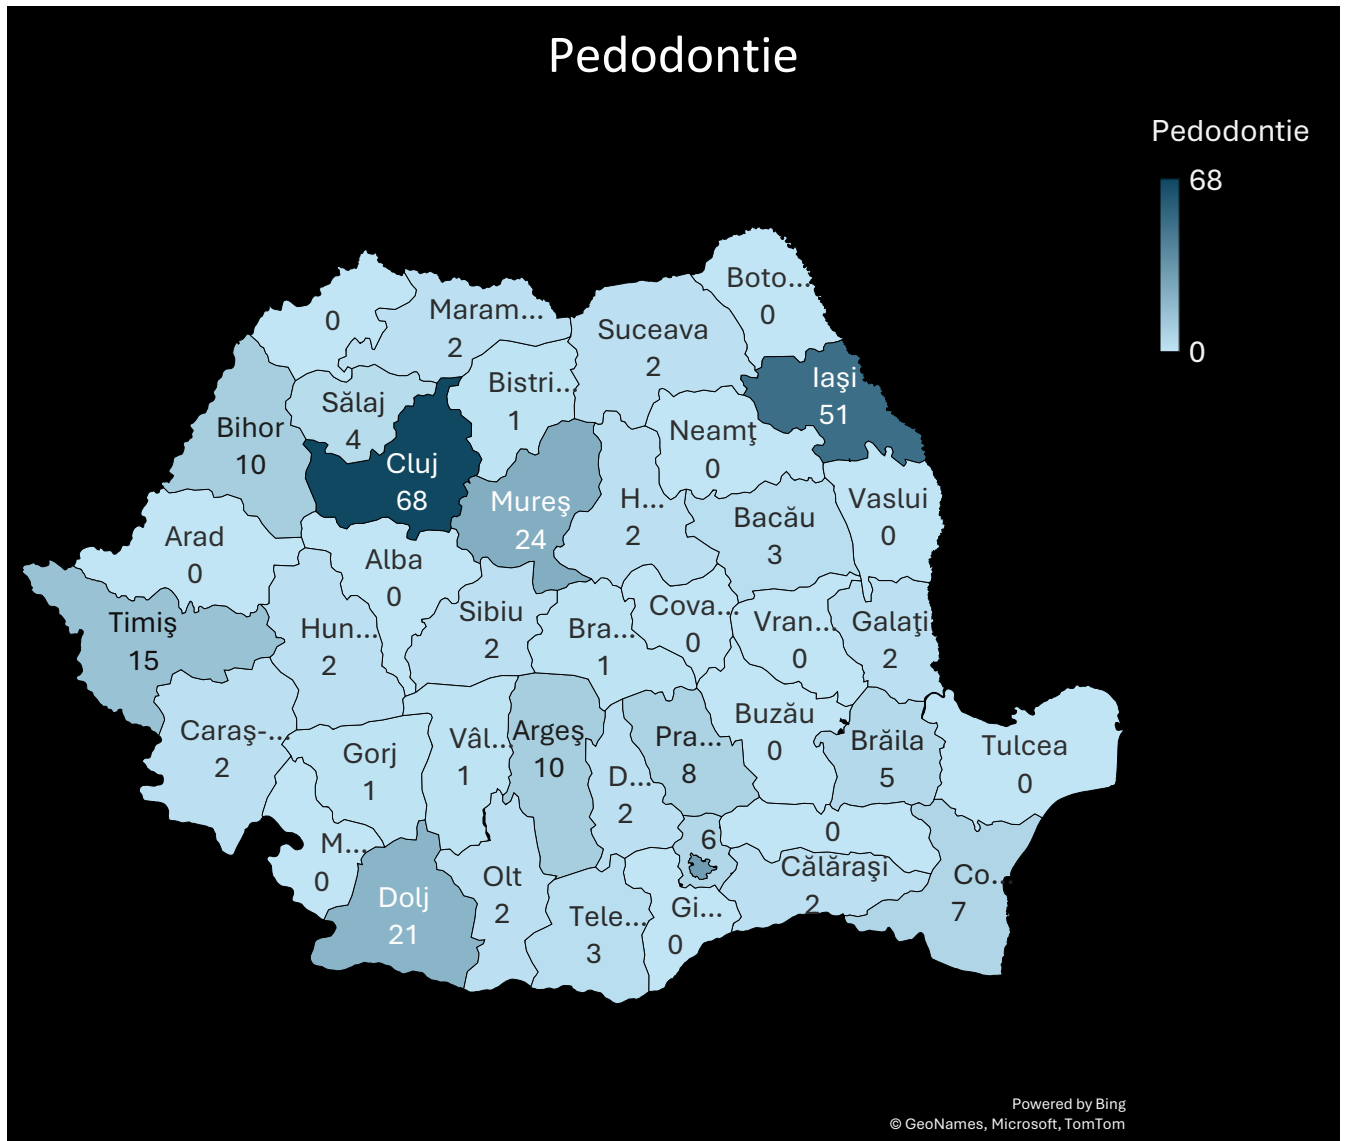 Pedodontie
Pedodontie
68
0
Boto...
0
0
Maram...
2
Suceava
2
Iaşi
51
Bistri...
1
Sălaj
4
Bihor
10
Neamţ
0
Cluj
68
Mureş
24
H...
2
Vaslui
0
Bacău
3
Arad
0
Alba
0
Sibiu
2
Cova...
0
Timiş
15
Hun...
2
Bra...
1
Vran...
0
Galaţi
2
Caraş-...
2
Gorj
1
Vâl...
1
Argeş
10
Pra...
8
Buzău
0
Brăila
5
Tulcea
0
D...
2
M...
0
6
0
Călăraşi
2
Co...
7
Dolj
21
Olt
2
Tele...
3
Gi...
0
Powered by Bing
© GeoNames, Microsoft, TomTom